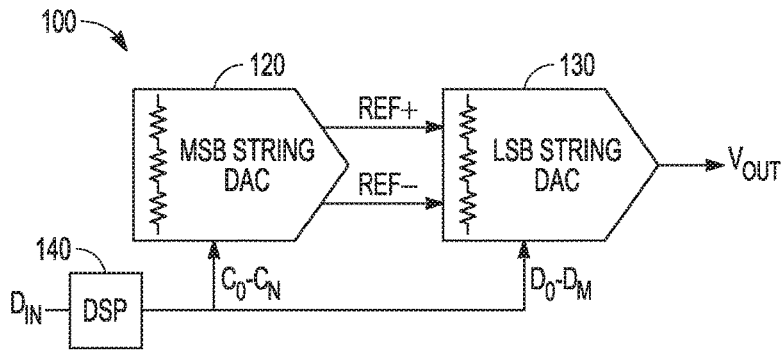 100
120
130
REF+
MSB STRING
DAC
LSB STRING
DAC
V_OUT
REF–
140
C_0-C_N
D_0-D_M
D_IN
DSP